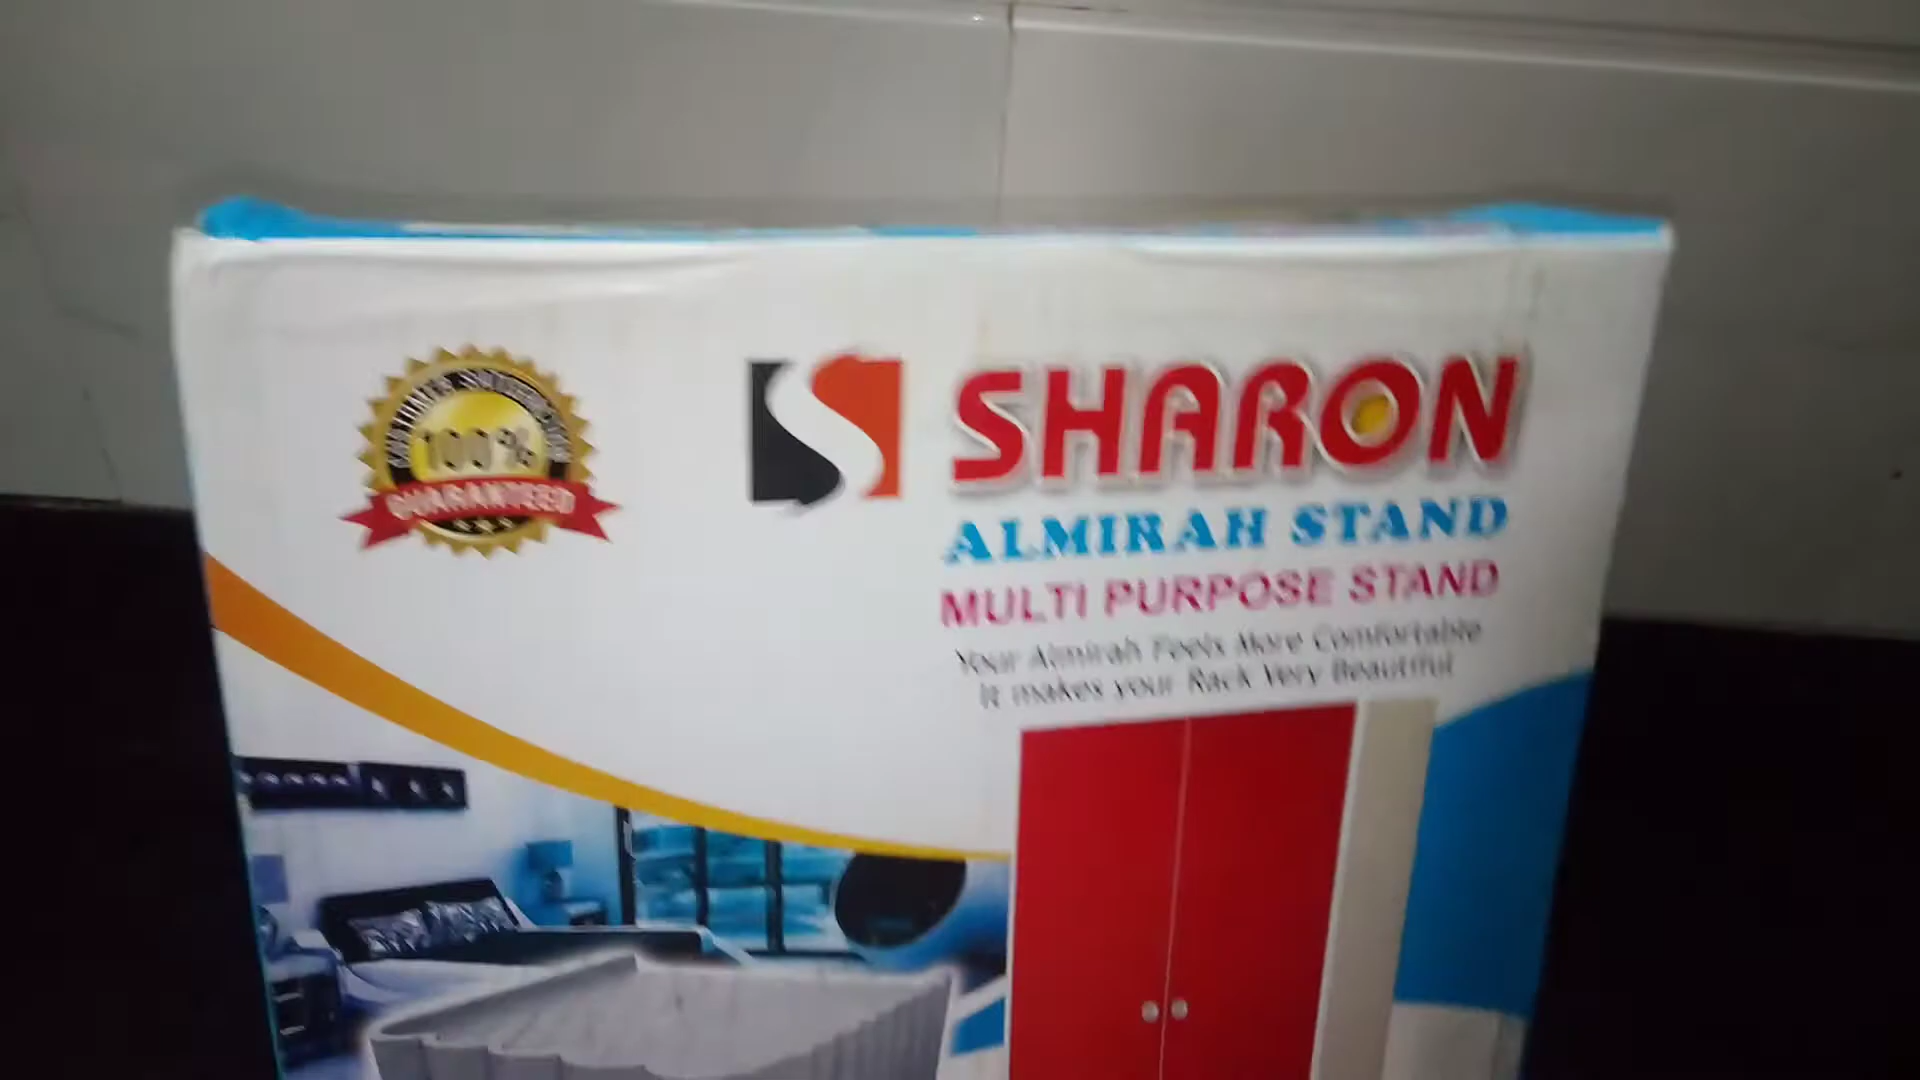 100%
GUARANTEED
SHARON
ALMIRAH STAND
MULTI PURPOSE STAND
Your Almirah Feels More Comfortable
It makes your Rack Very Beautiful